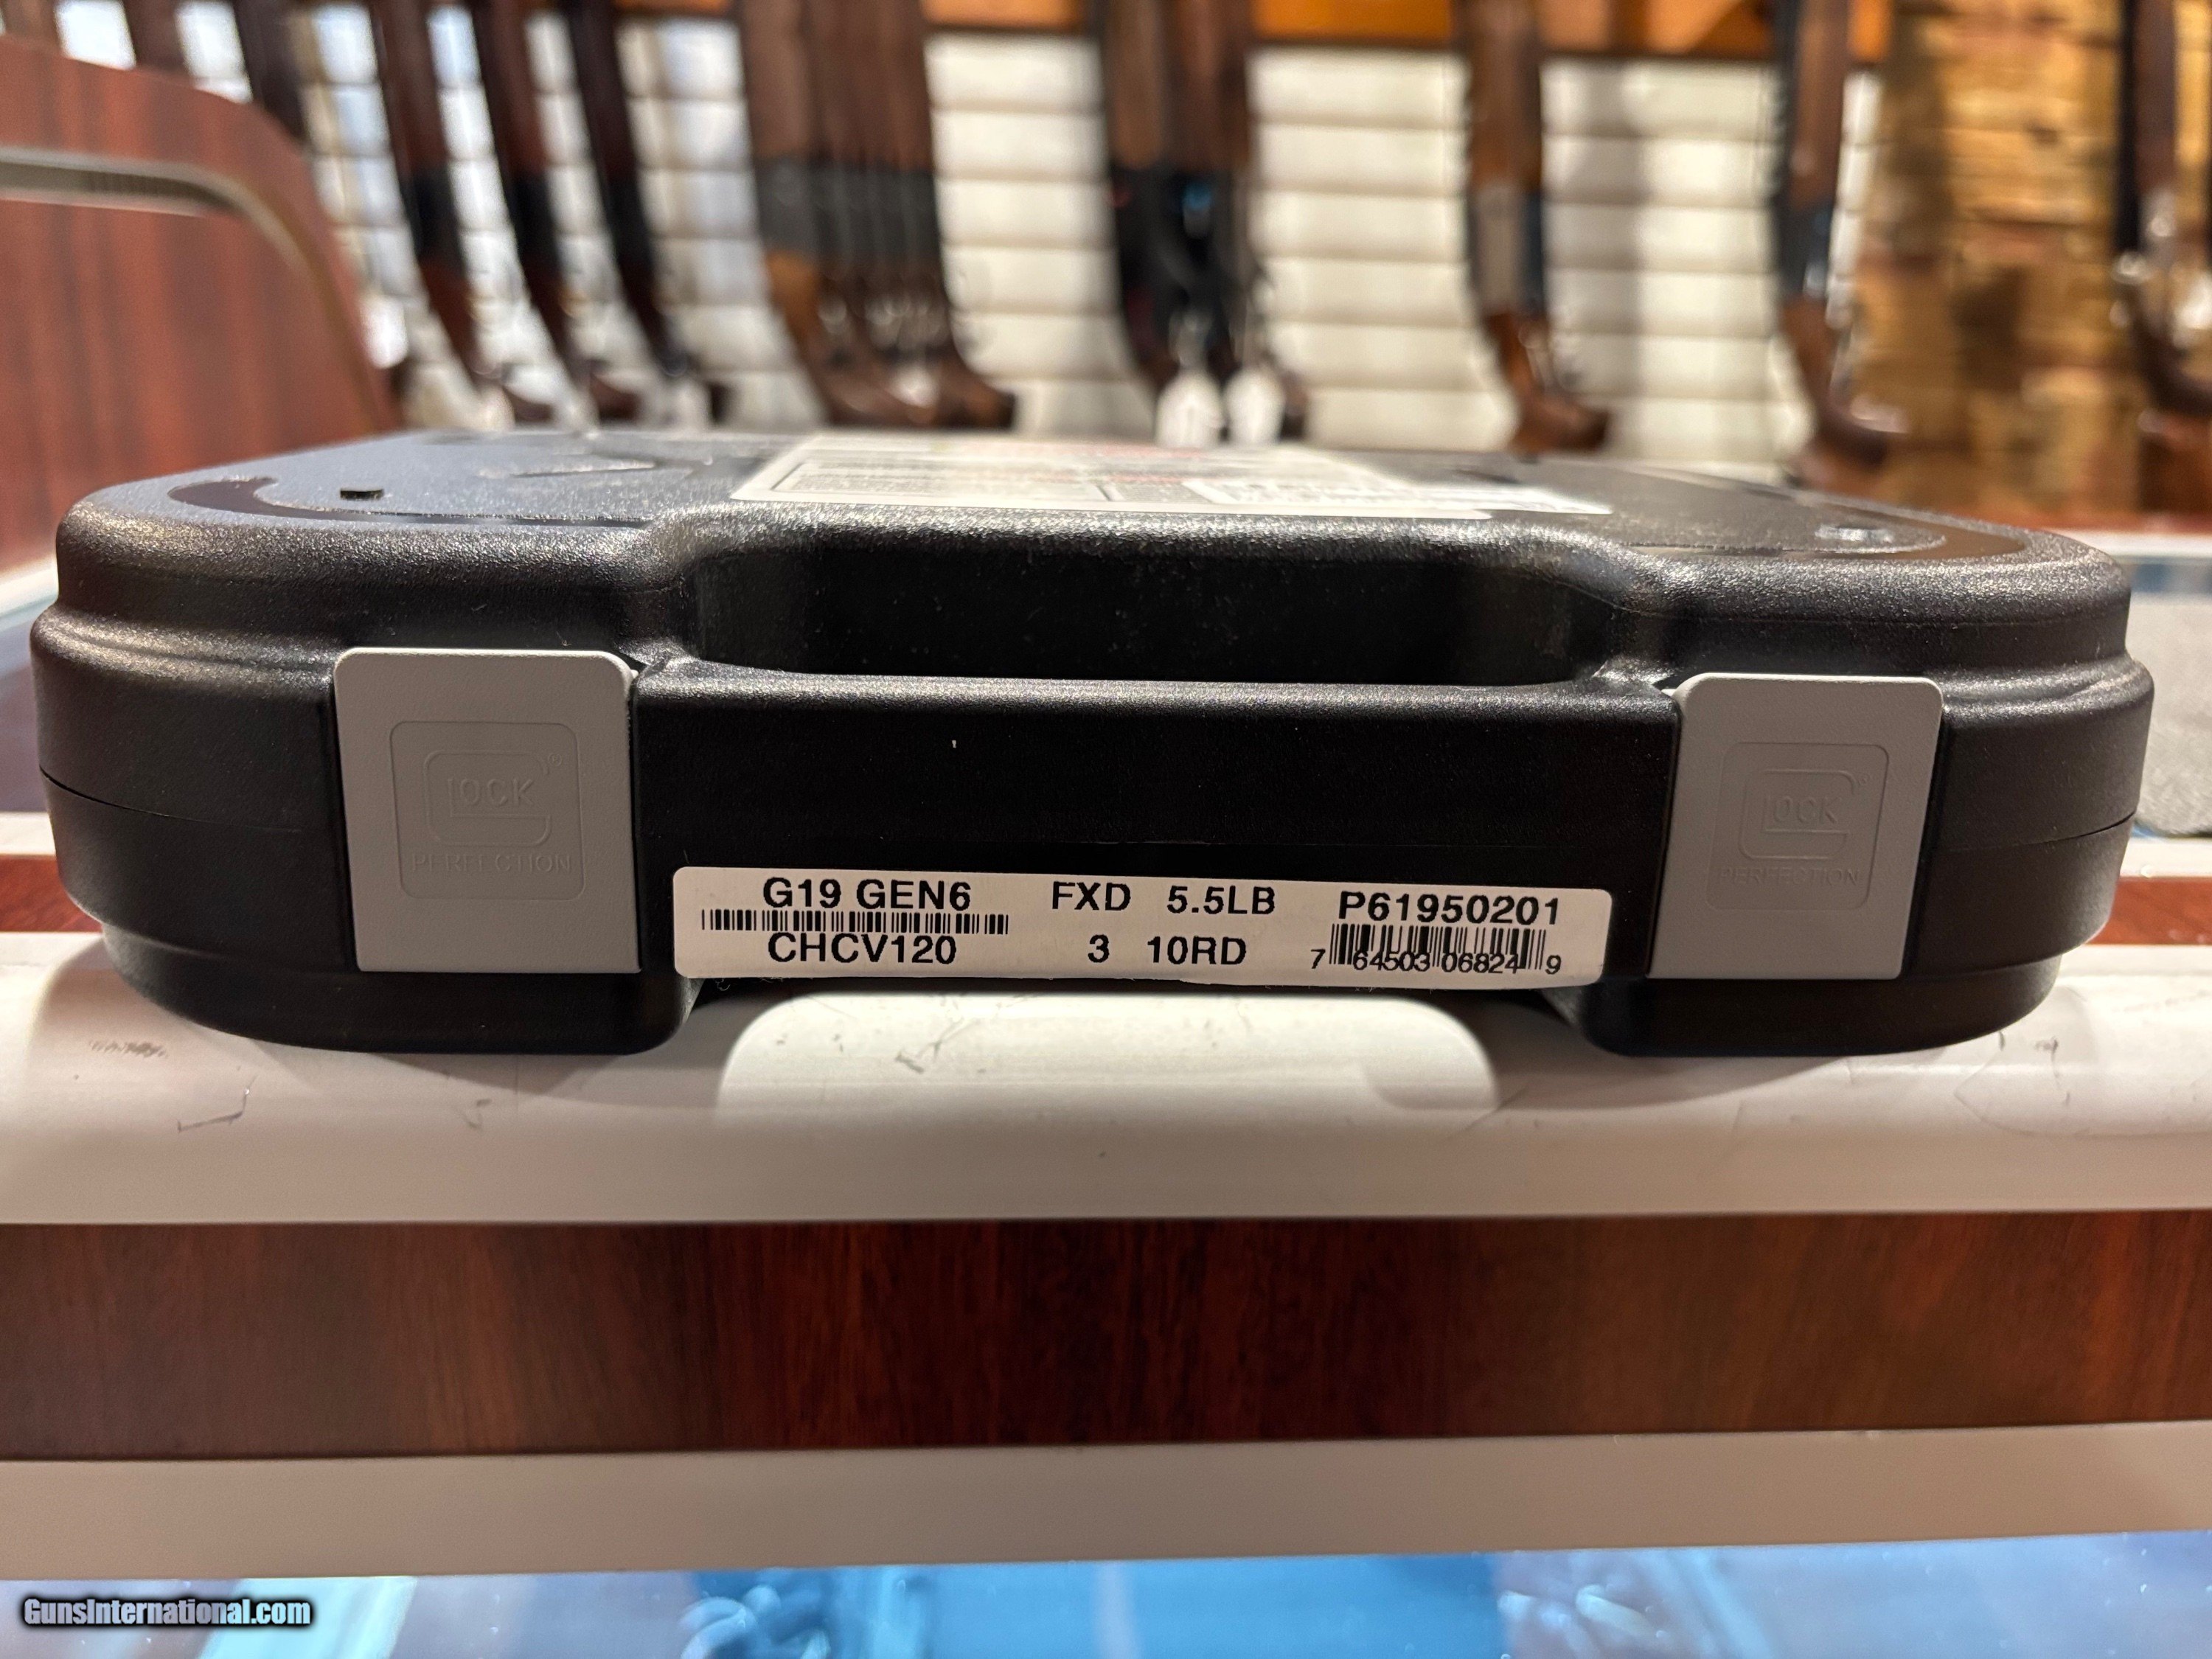 GLOCK®
PERFECTION
GLOCK®
PERFECTION
G19 GEN6 FXD 5.5LB P61950201
CHCV120 3 10RD 7 64503 06824 9
GunsInternational.com